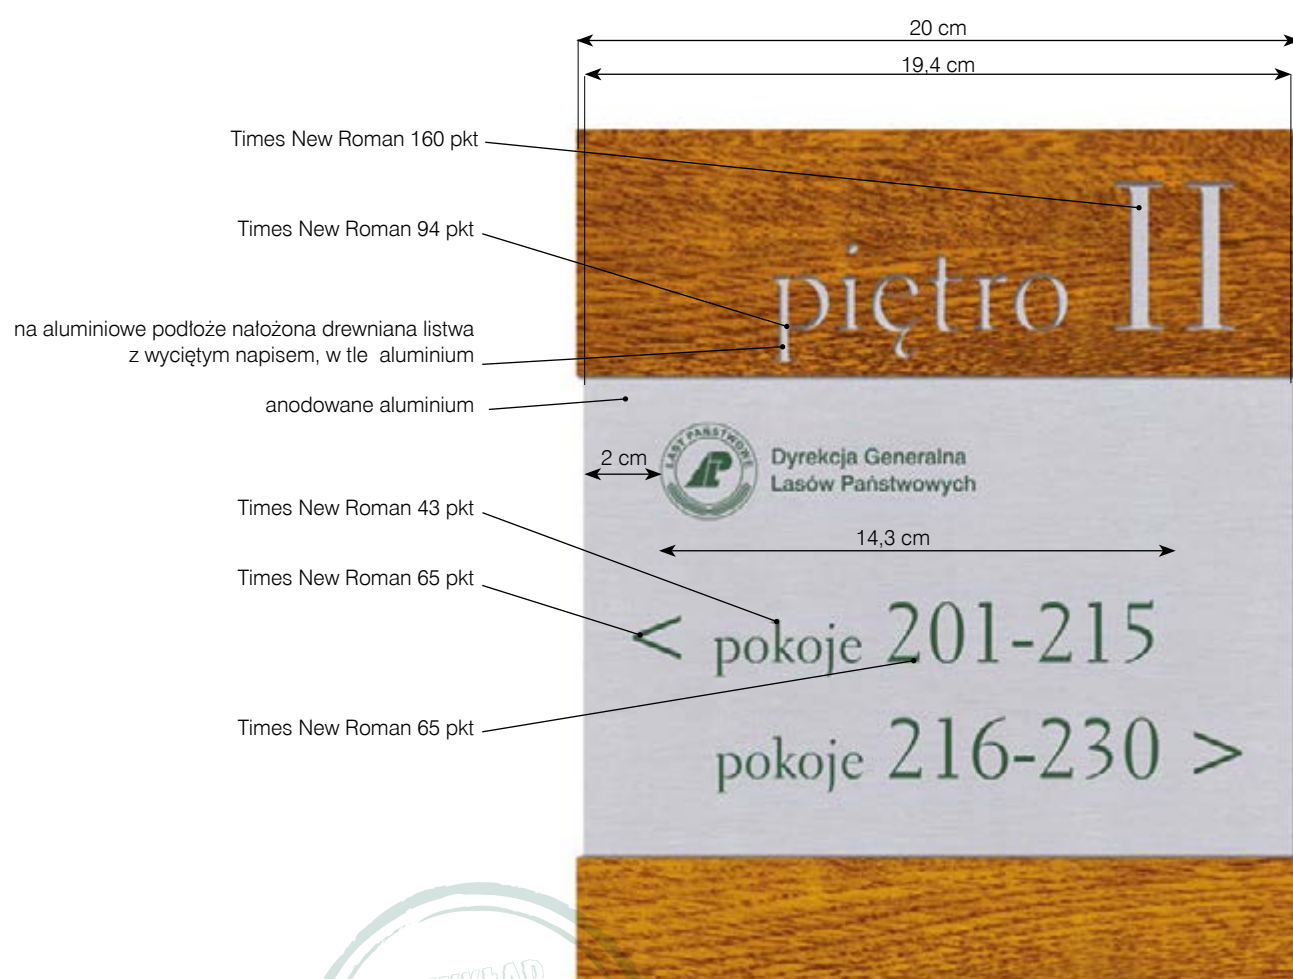 20 cm
19,4 cm
Times New Roman 160 pkt
piętro II
Times New Roman 94 pkt
na aluminiowe podłoże nałożona drewniana listwa
z wyciętym napisem, w tle aluminium
anodowane aluminium
LASY PAŃSTWOWE
2 cm
Dyrekcja Generalna
Lasów Państwowych
Times New Roman 43 pkt
14,3 cm
Times New Roman 65 pkt
< pokoje 201-215
Times New Roman 65 pkt
pokoje 216-230 >